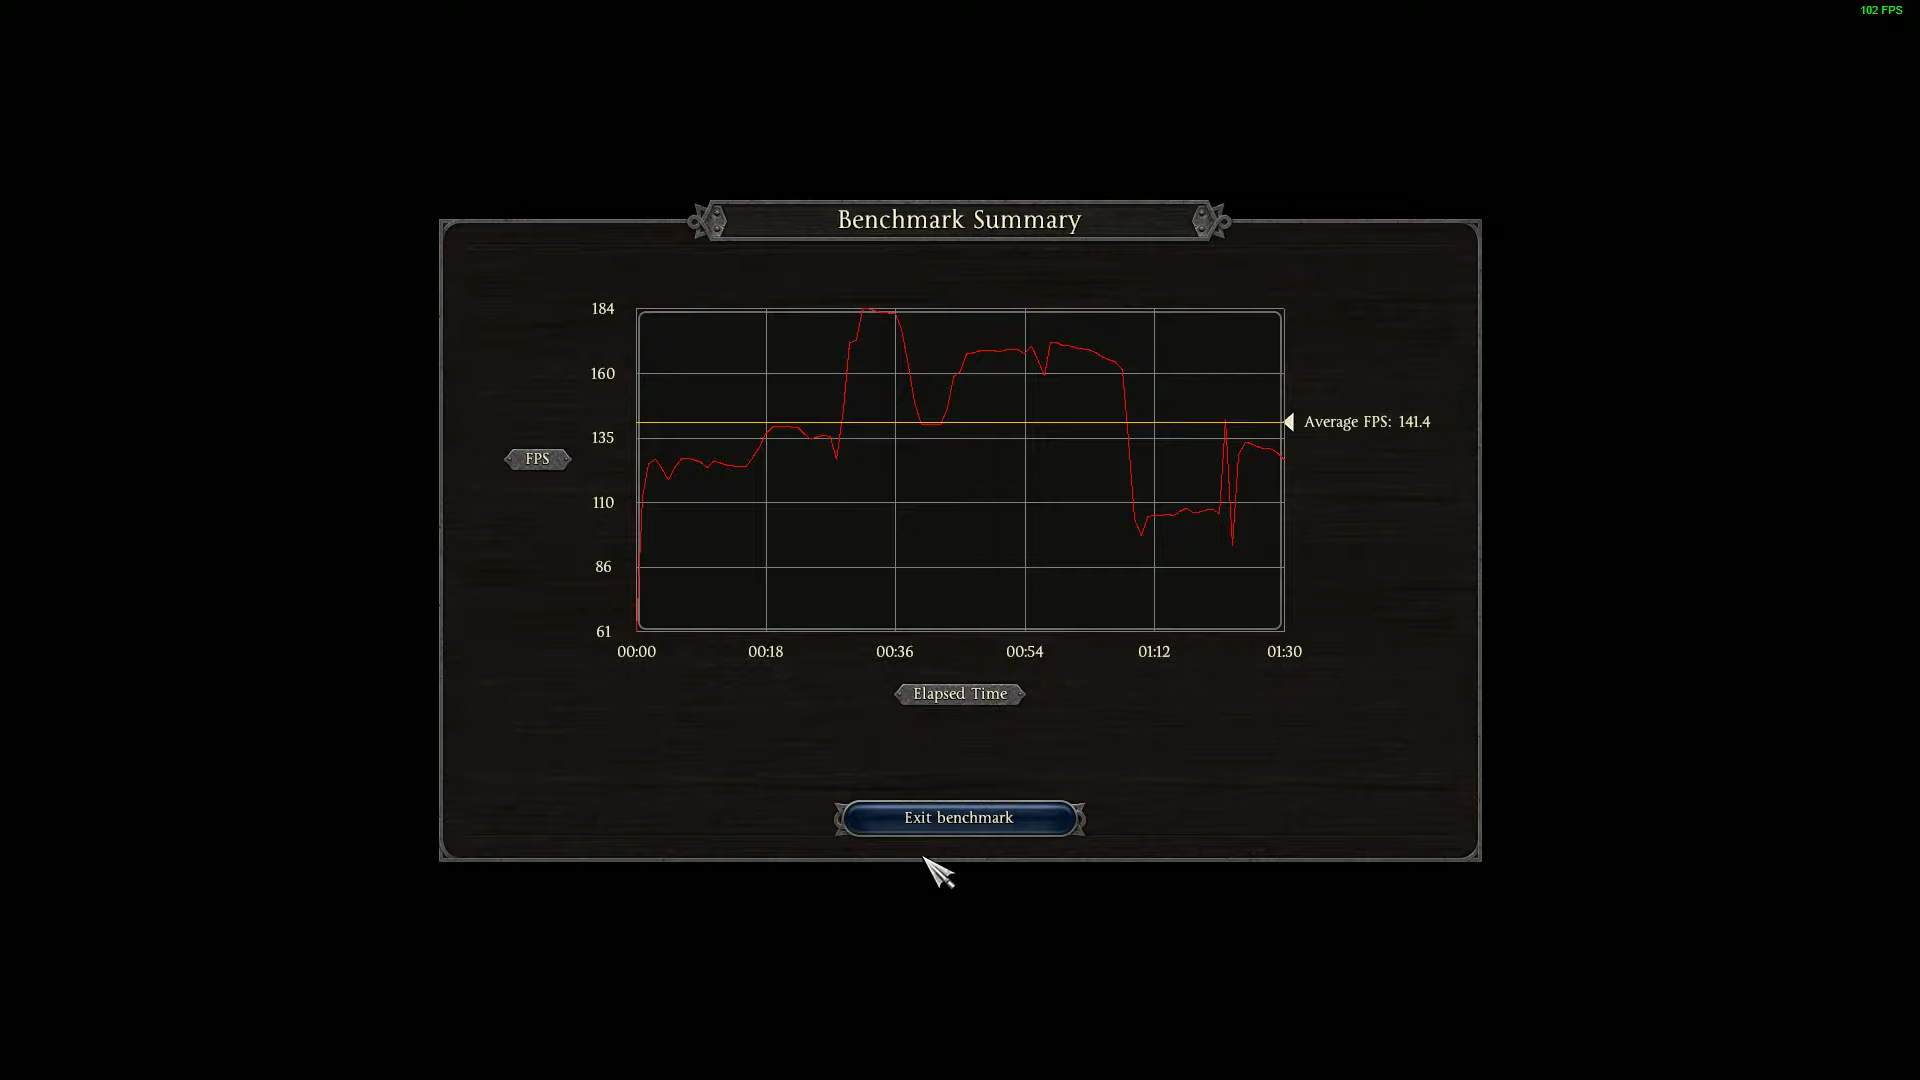 102 FPS
Benchmark Summary
184
160
135
110
86
61
FPS
Average FPS: 141.4
00:00 00:18 00:36 00:54 01:12 01:30
Elapsed Time
Exit benchmark